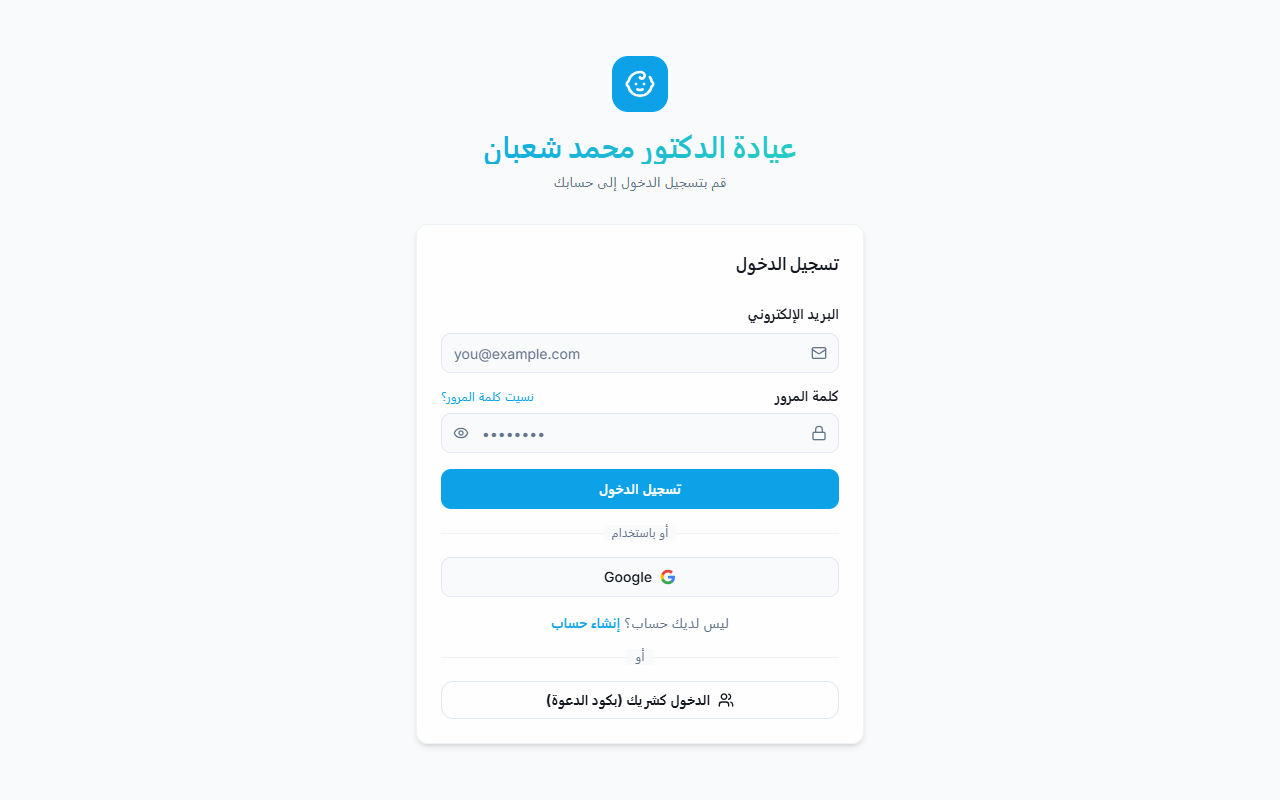 عيادة الدكتور محمد شعبان
قم بتسجيل الدخول إلى حسابك
تسجيل الدخول
البريد الإلكتروني
you@example.com
كلمة المرور
نسيت كلمة المرور؟
••••••••
تسجيل الدخول
أو باستخدام
Google
ليس لديك حساب؟ إنشاء حساب
أو
الدخول كشريك (بكود الدعوة)